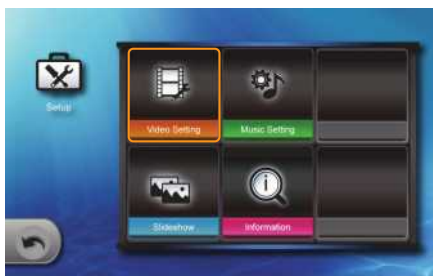 Setup
Video Setting
Music Setting
Slideshow
Information